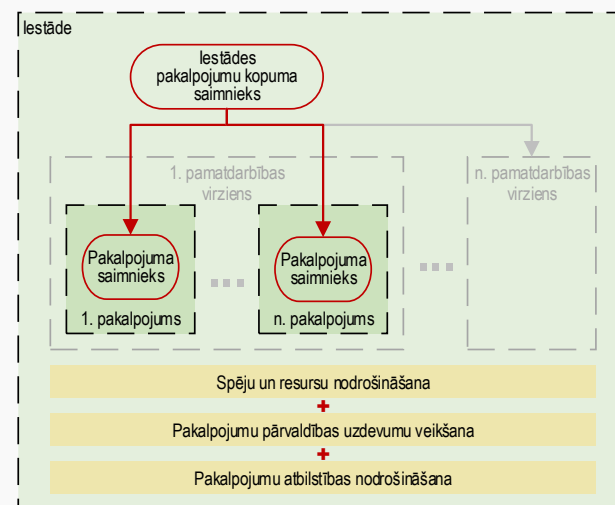 Iestāde
Iestādes
pakalpojumu kopuma
saimnieks
1. pamatdarbības
virziens
n. pamatdarbības
virziens
Pakalpojuma
saimnieks
1. pakalpojums
Pakalpojuma
saimnieks
n. pakalpojums
Spēju un resursu nodrošināšana
+
Pakalpojumu pārvaldības uzdevumu veikšana
+
Pakalpojumu atbilstības nodrošināšana